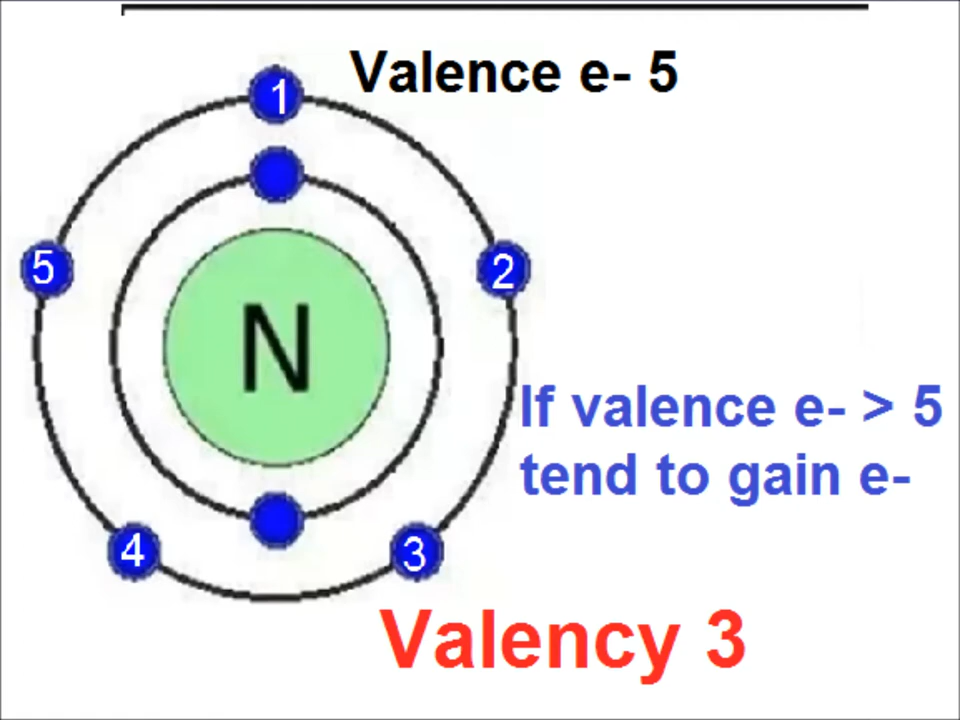 Valence e- 5
1
5
2
N
If valence e- > 5
tend to gain e-
4
3
Valency 3